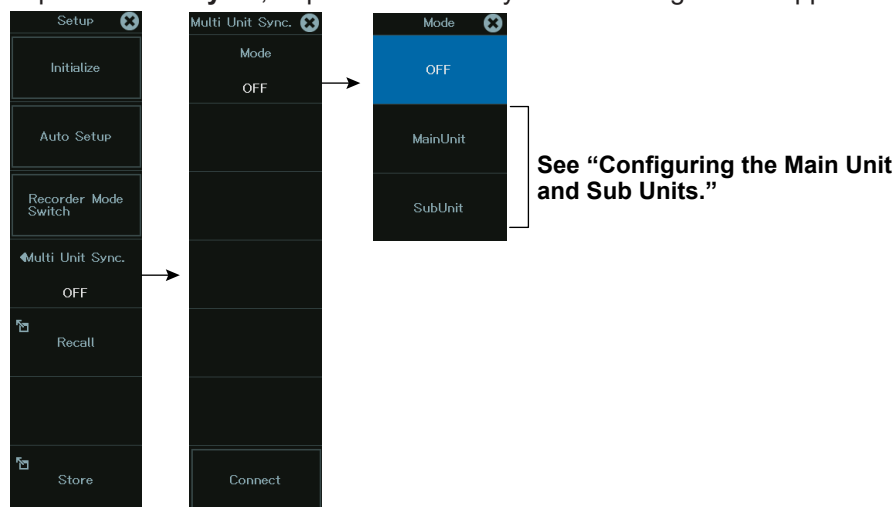 Setup
Initialize
Auto Setup
Recorder Mode
Switch
Multi Unit Sync.
OFF
Recall
Store
Multi Unit Sync.
Mode
OFF
Connect
Mode
OFF
MainUnit
SubUnit
See “Configuring the Main Unit
and Sub Units.”